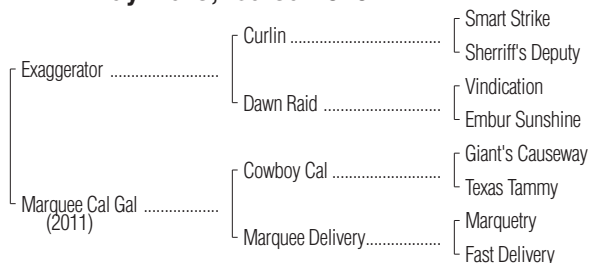 Smart Strike
Curlin
Sherriff's Deputy
Exaggerator
Vindication
Dawn Raid
Embur Sunshine
Giant's Causeway
Cowboy Cal
Texas Tammy
Marquee Cal Gal
(2011)
Marquetry
Marquee Delivery
Fast Delivery